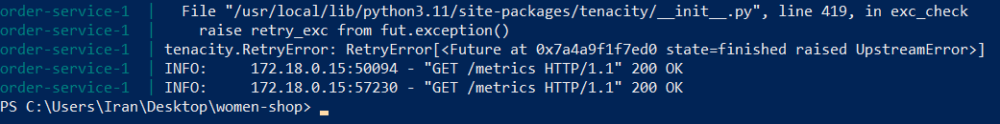 order-service-1  |   File "/usr/local/lib/python3.11/site-packages/tenacity/__init__.py", line 419, in exc_check
order-service-1  |     raise retry_exc from fut.exception()
order-service-1  | tenacity.RetryError: RetryError[<Future at 0x7a4a9f1f7ed0 state=finished raised UpstreamError>]
order-service-1  | INFO:     172.18.0.15:50094 - "GET /metrics HTTP/1.1" 200 OK
order-service-1  | INFO:     172.18.0.15:57230 - "GET /metrics HTTP/1.1" 200 OK
PS C:\Users\Iran\Desktop\women-shop>